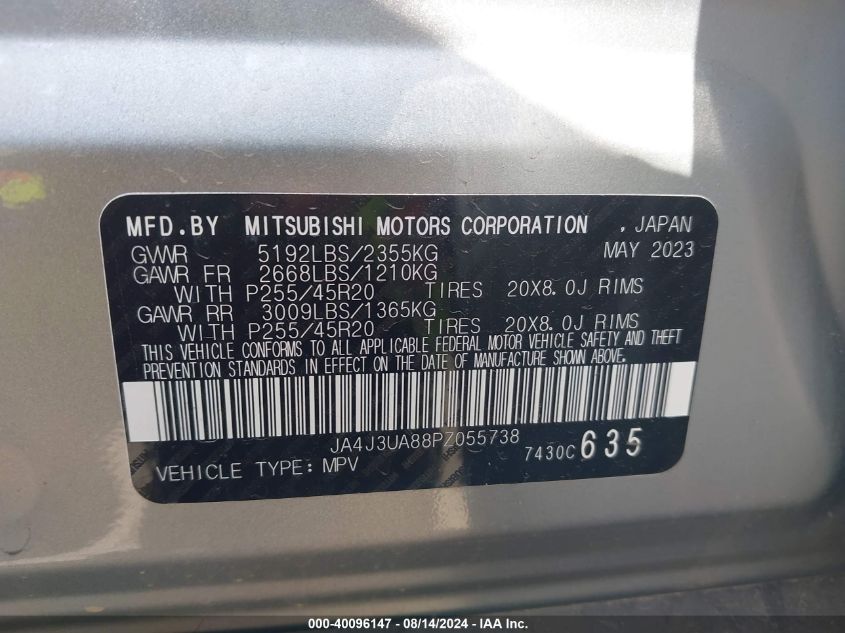 MFD.BY MITSUBISHI MOTORS CORPORATION , JAPAN
GVWR 5192LBS/2355KG MAY 2023
GAWR FR 2668LBS/1210KG
WITH P255/45R20 TIRES 20X8.0J RIMS
GAWR RR 3009LBS/1365KG
WITH P255/45R20 TIRES 20X8.0J RIMS
THIS VEHICLE CONFORMS TO ALL APPLICABLE FEDERAL MOTOR VEHICLE SAFETY AND THEFT
PREVENTION STANDARDS IN EFFECT ON THE DATE OF MANUFACTURE SHOWN ABOVE.
JA4J3UA88PZ055738 7430C 635
VEHICLE TYPE: MPV
000-40096147 - 08/14/2024 - IAAI.COM